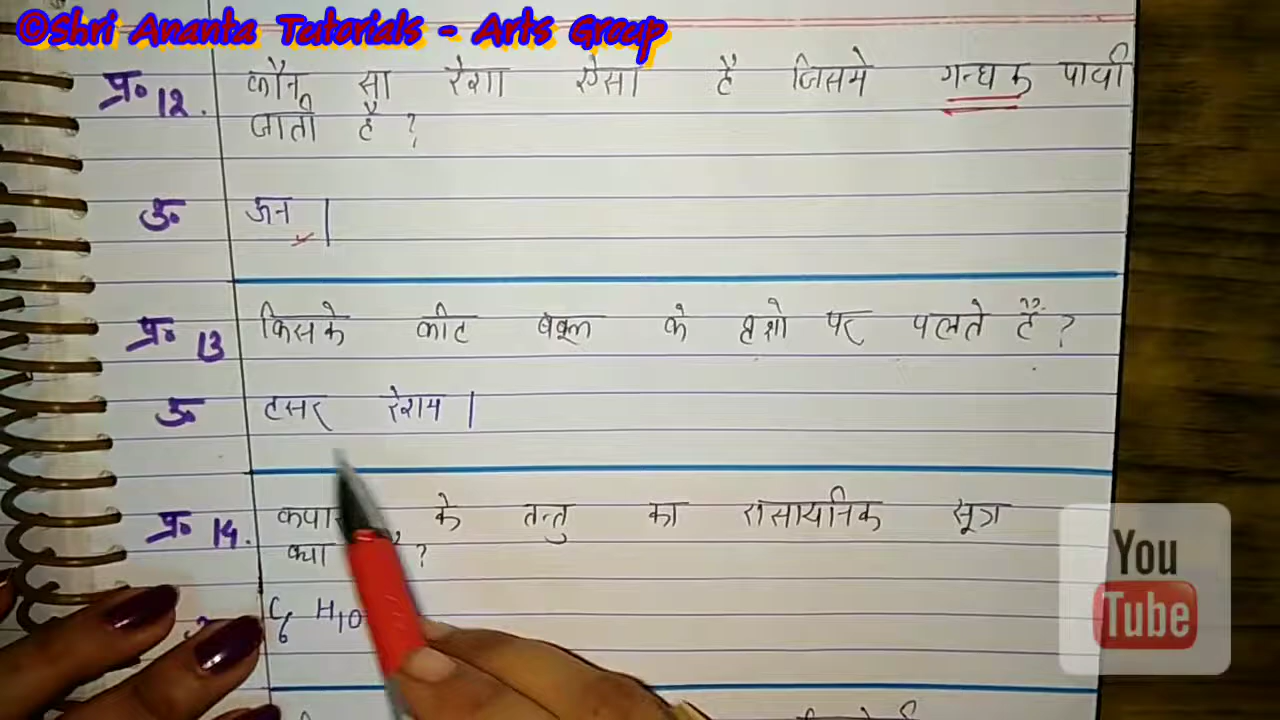 ©Shri Ananta Tutorials - Arts Group
प्र० 12. कौन सा रेशा ऐसा है जिसमे गन्धक पायी
जाती है ?
उ० ऊन |
प्र० 13 किसके कीट बबूल के वृक्षो पर पलते हैं ?
उ० टसर रेशम |
प्र० 14. के तन्तु का रासायनिक सूत्र
क्या ?
C6 H10
You
Tube